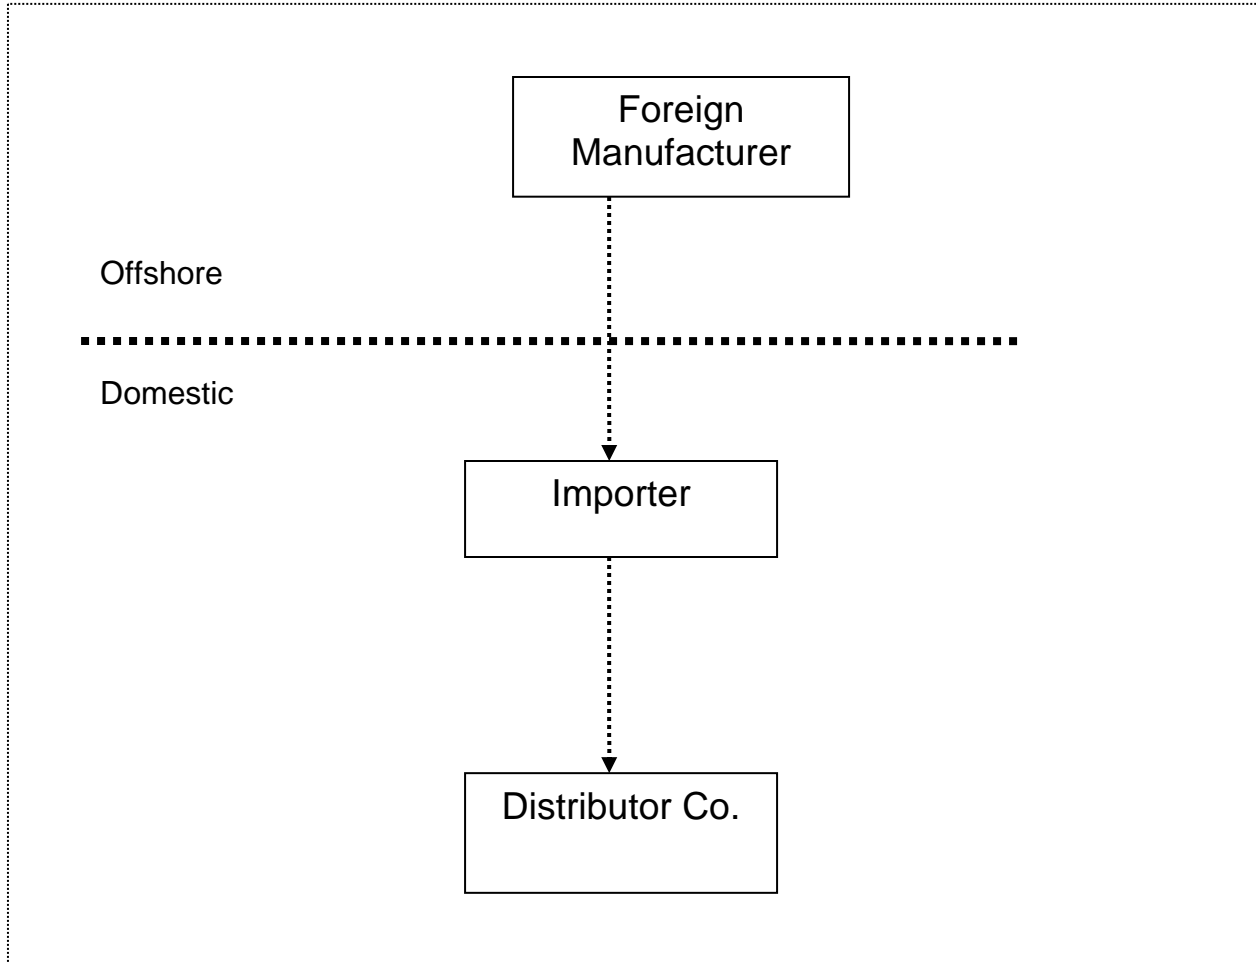 Foreign
Manufacturer
Offshore
Domestic
Importer
Distributor Co.